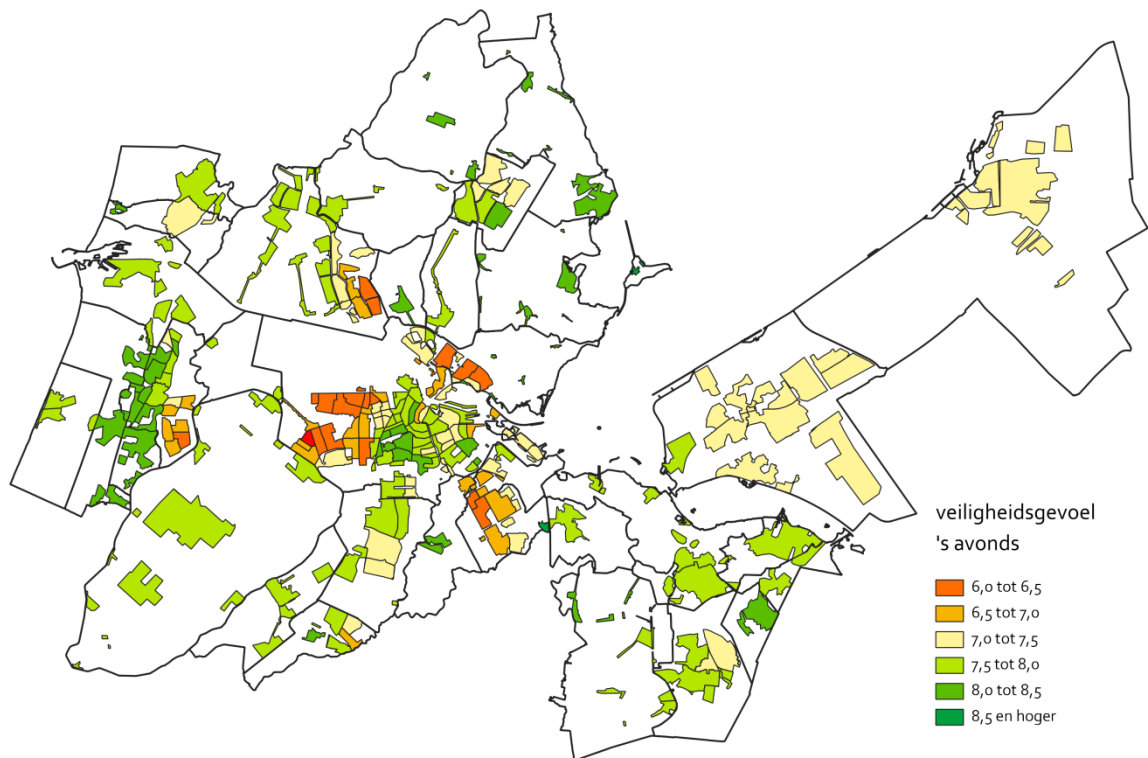 veiligheidsgevoel
's avonds
6,0 tot 6,5
6,5 tot 7,0
7,0 tot 7,5
7,5 tot 8,0
8,0 tot 8,5
8,5 en hoger